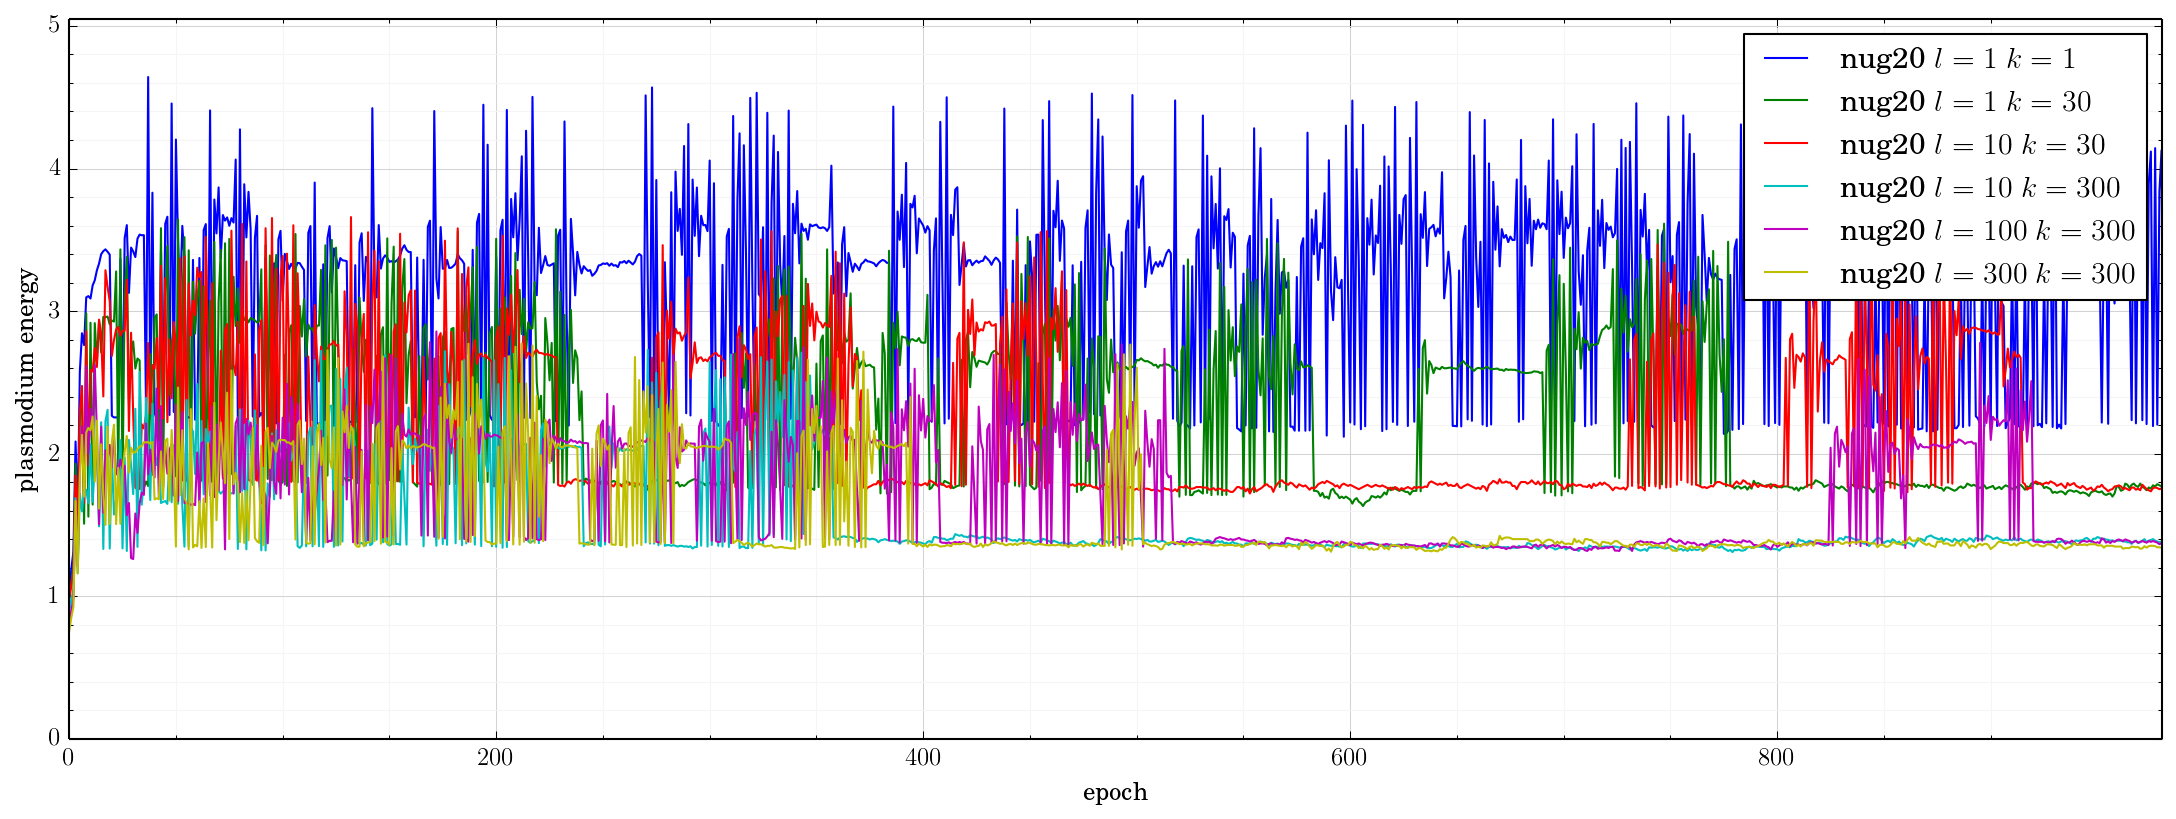 5
4
3
2
1
0
plasmodium energy
0
200
400
600
800
epoch
nug20 l = 1 k = 1
nug20 l = 1 k = 30
nug20 l = 10 k = 30
nug20 l = 10 k = 300
nug20 l = 100 k = 300
nug20 l = 300 k = 300